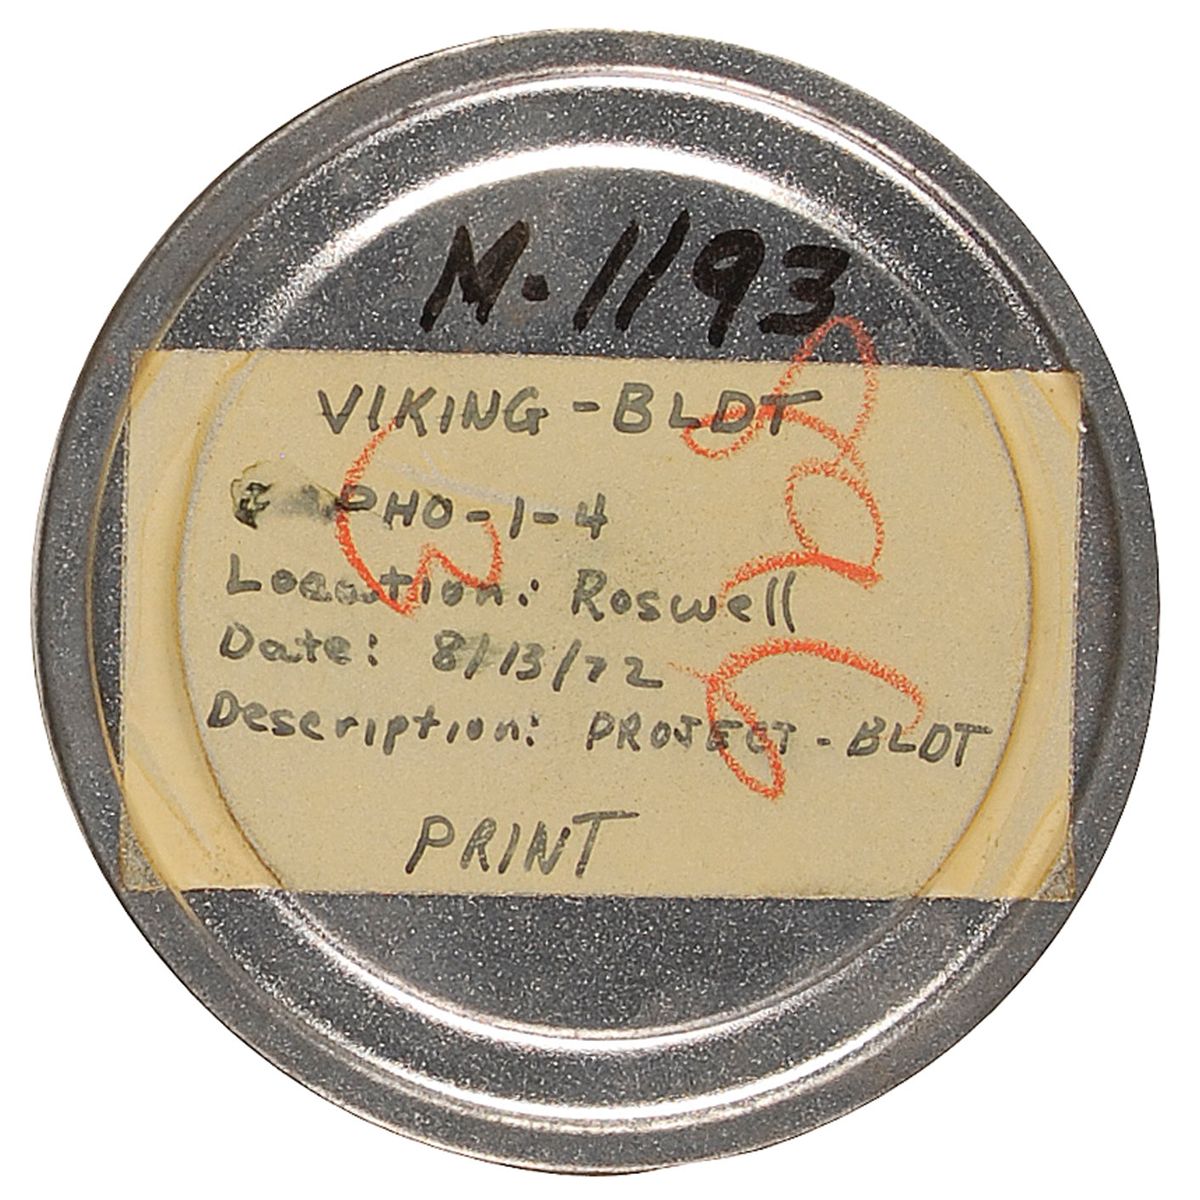 M-1193
VIKING - BLDT
PHO-1-4
Location: Roswell
Date: 8/13/72
Description: PROJECT - BLDT
PRINT